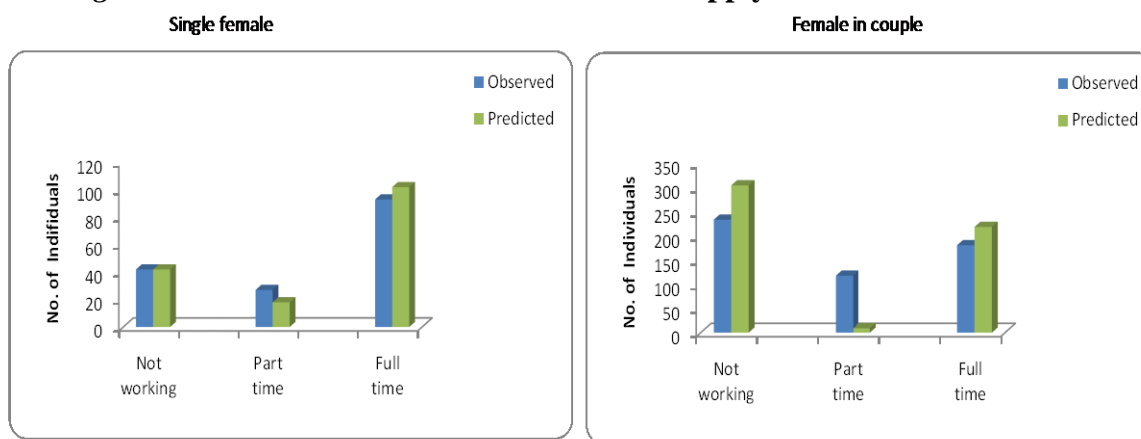 Single female
Observed
Predicted
120
100
80
60
40
20
0
No. of Indifiduals
Not working
Part time
Full time
Female in couple
Observed
Predicted
350
300
250
200
150
100
50
0
No. of Individuals
Not working
Part time
Full time